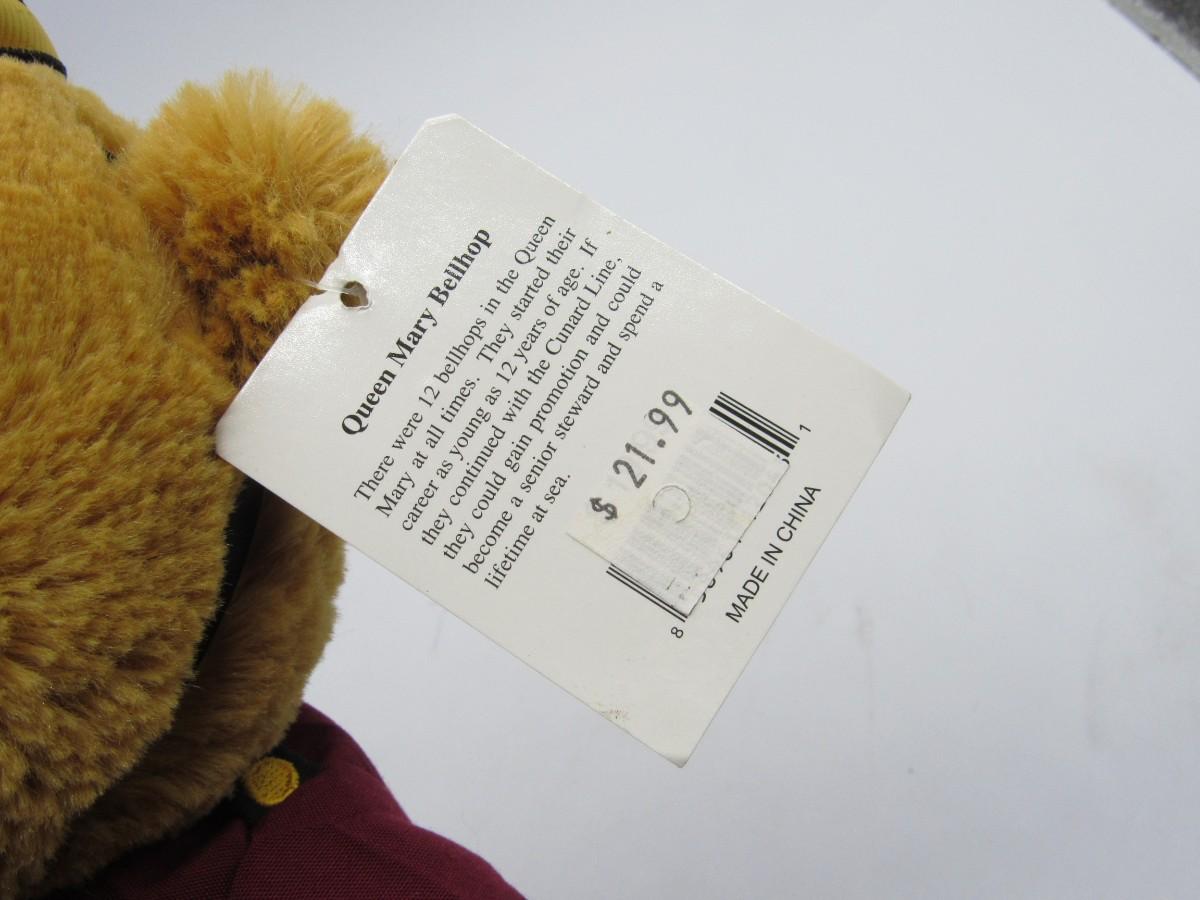 Queen Mary Bellhop
There were 12 bellhops in the Queen
Mary at all times. They started their
career as young as 12 years of age. If
they continued with the Cunard Line,
they could gain promotion and could
become a senior steward and spend a
lifetime at sea.
$ 21.99
8
1
MADE IN CHINA